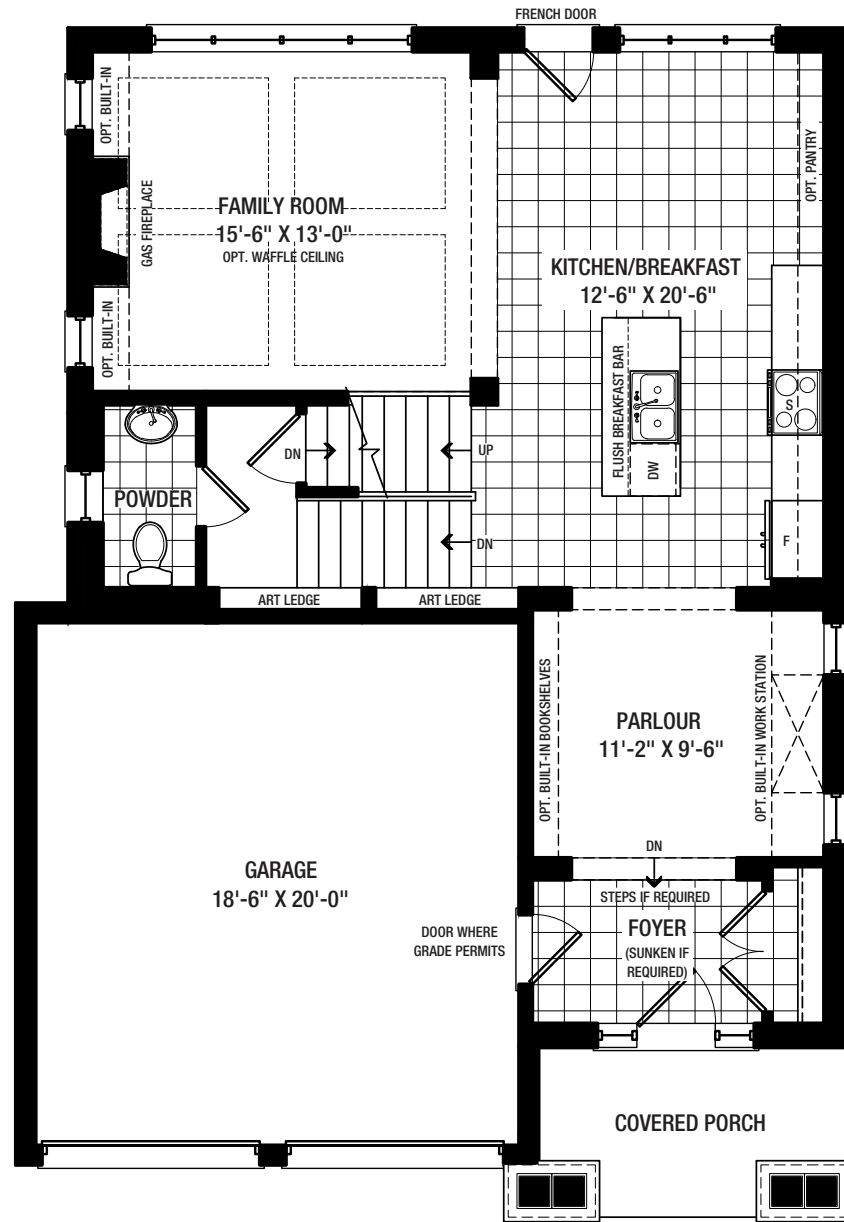 FRENCH DOOR
OPT. BUILT-IN
OPT. PANTRY
GAS FIREPLACE
FAMILY ROOM
15'-6" X 13'-0"
OPT. WAFFLE CEILING
KITCHEN/BREAKFAST
12'-6" X 20'-6"
OPT. BUILT-IN
FLUSH BREAKFAST BAR
S
DN
UP
DW
POWDER
DN
F
ART LEDGE
ART LEDGE
OPT. BUILT-IN BOOKSHELVES
OPT. BUILT-IN WORK STATION
PARLOUR
11'-2" X 9'-6"
DN
GARAGE
18'-6" X 20'-0"
STEPS IF REQUIRED
DOOR WHERE
GRADE PERMITS
FOYER
(SUNKEN IF
REQUIRED)
COVERED PORCH